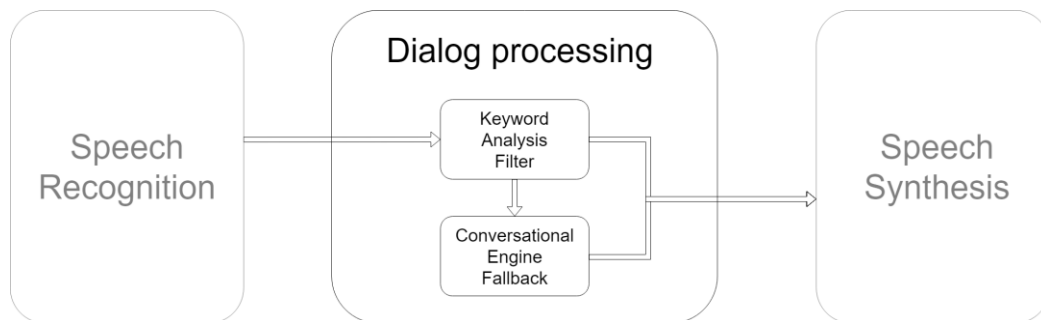 Dialog processing
Speech
Recognition
Keyword
Analysis
Filter
Conversational
Engine
Fallback
Speech
Synthesis